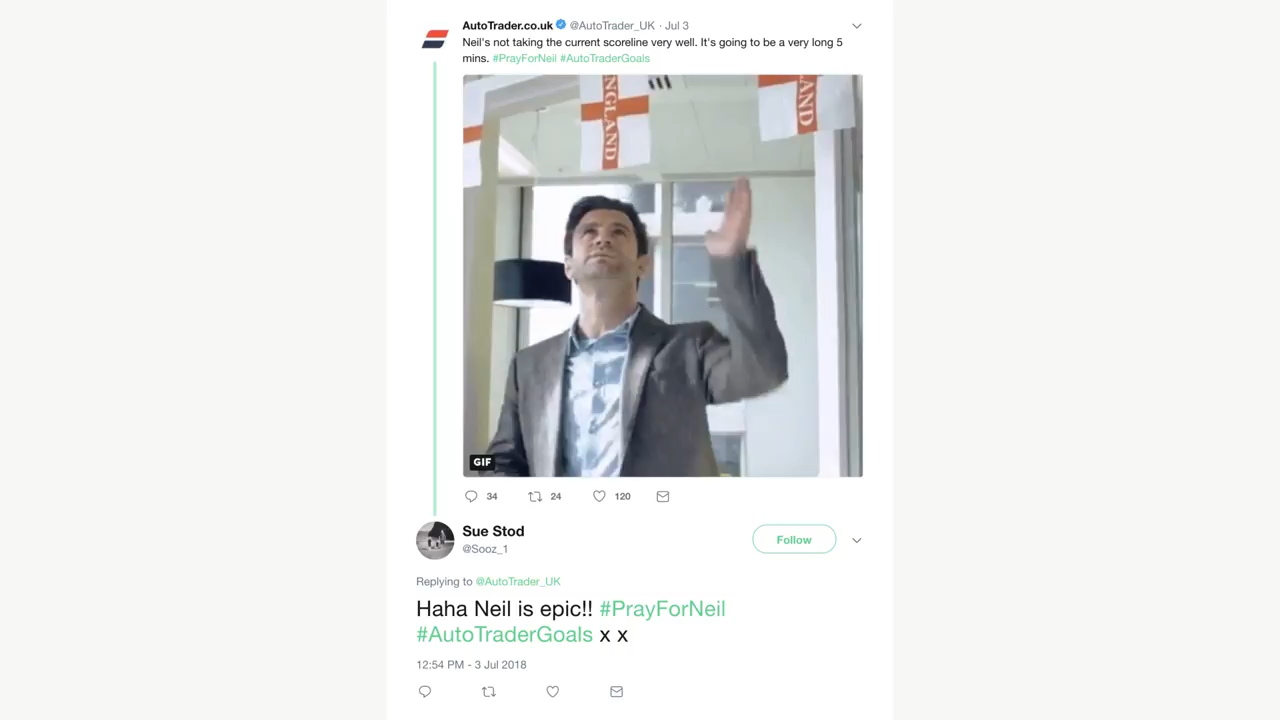 AutoTrader.co.uk @AutoTrader_UK · Jul 3
Neil's not taking the current scoreline very well. It's going to be a very long 5
mins. #PrayForNeil #AutoTraderGoals
NGLAND
AND
GIF
34 24 120
Sue Stod
@Sooz_1
Follow
Replying to @AutoTrader_UK
Haha Neil is epic!! #PrayForNeil
#AutoTraderGoals x x
12:54 PM - 3 Jul 2018